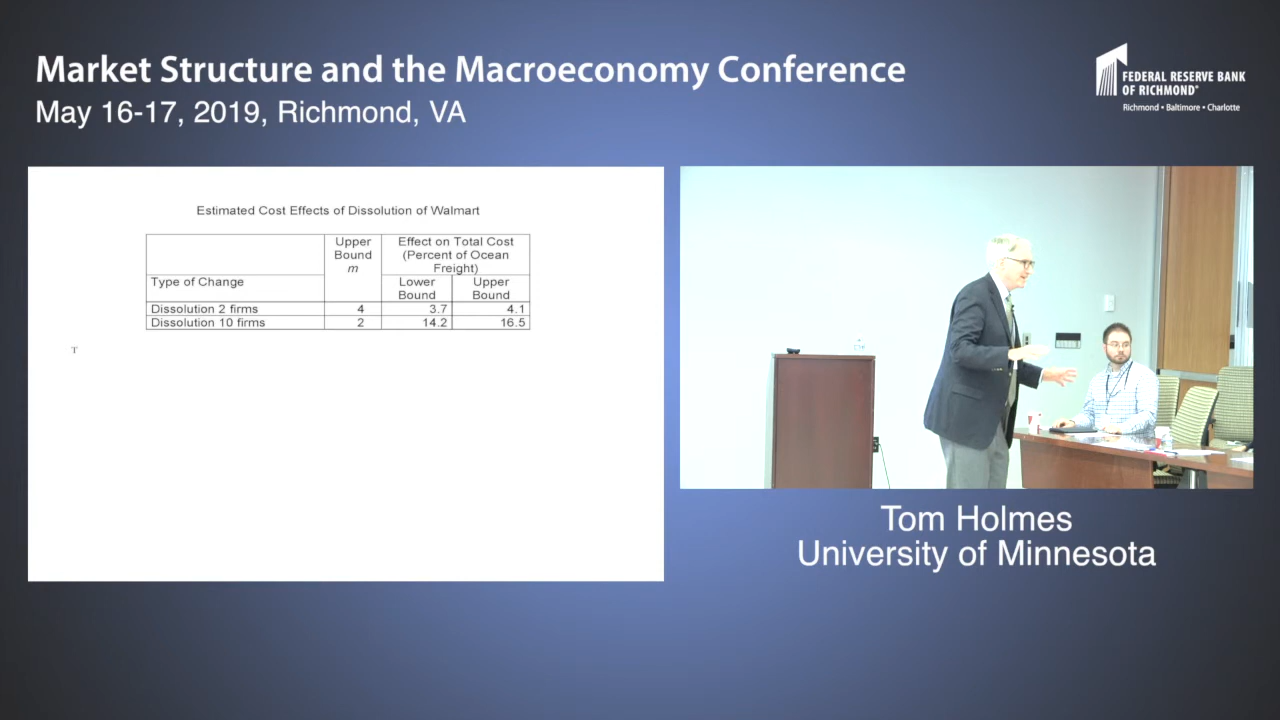 Market Structure and the Macroeconomy Conference
May 16-17, 2019, Richmond, VA
FEDERAL RESERVE BANK
OF RICHMOND®
Richmond • Baltimore • Charlotte
Estimated Cost Effects of Dissolution of Walmart
Upper
Bound
m
Effect on Total Cost
(Percent of Ocean
Freight)
Type of Change
Lower
Bound
Upper
Bound
Dissolution 2 firms 4 3.7 4.1
Dissolution 10 firms 2 14.2 16.5
T
Tom Holmes
University of Minnesota